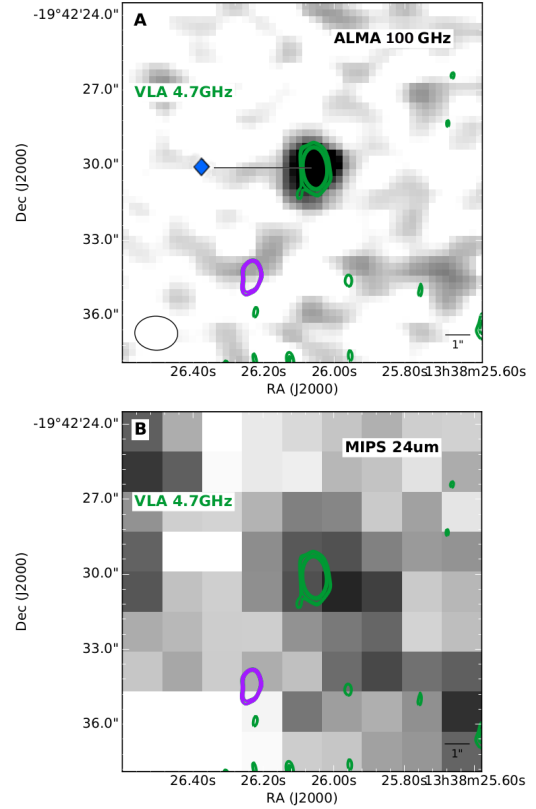 -19°42'24.0"
A
ALMA 100 GHz
27.0"
VLA 4.7GHz
30.0"
Dec (J2000)
33.0"
36.0"
1"
26.40s 26.20s 26.00s 25.80s 13h38m25.60s
RA (J2000)
-19°42'24.0"
B
MIPS 24um
27.0"
VLA 4.7GHz
30.0"
Dec (J2000)
33.0"
36.0"
1"
26.40s 26.20s 26.00s 25.80s 13h38m25.60s
RA (J2000)